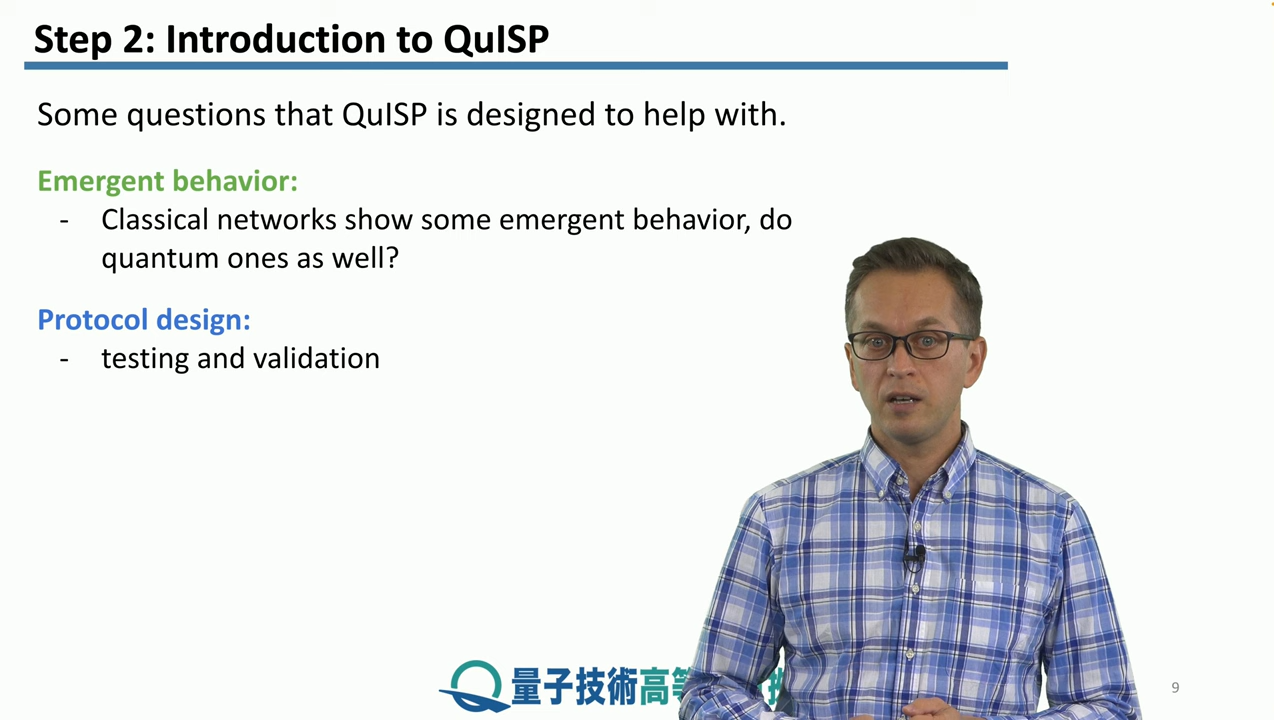 Step 2: Introduction to QuISP
Some questions that QuISP is designed to help with.
Emergent behavior:
- Classical networks show some emergent behavior, do
quantum ones as well?
Protocol design:
- testing and validation
量子技術高等
9